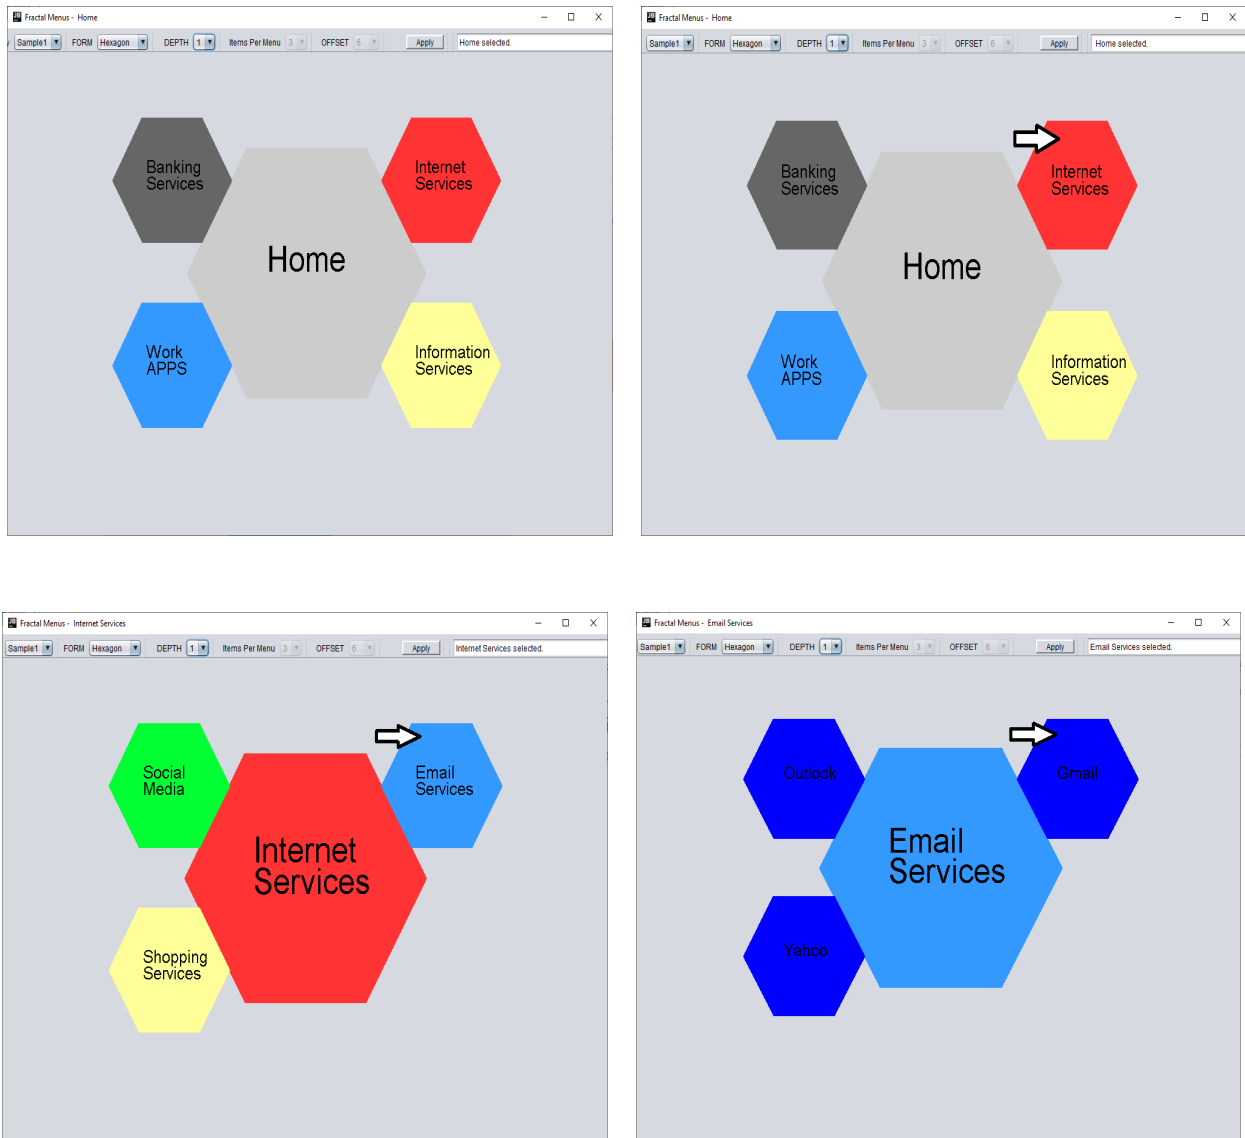 Fractal Menus - Home
Sample1 FORM Hexagon DEPTH 1 Items Per Menu 3 OFFSET 6 Apply Home selected.
Banking
Services
Internet
Services
Home
Work
APPS
Information
Services
Fractal Menus - Home
Sample1 FORM Hexagon DEPTH 1 Items Per Menu 3 OFFSET 6 Apply Home selected.
Banking
Services
Internet
Services
Home
Work
APPS
Information
Services
Fractal Menus - Internet Services
Sample1 FORM Hexagon DEPTH 1 Items Per Menu 3 OFFSET 6 Apply Internet Services selected.
Social
Media
Email
Services
Internet
Services
Shopping
Services
Fractal Menus - Email Services
Sample1 FORM Hexagon DEPTH 1 Items Per Menu 3 OFFSET 6 Apply Email Services selected.
Outlook
Gmail
Email
Services
Yahoo